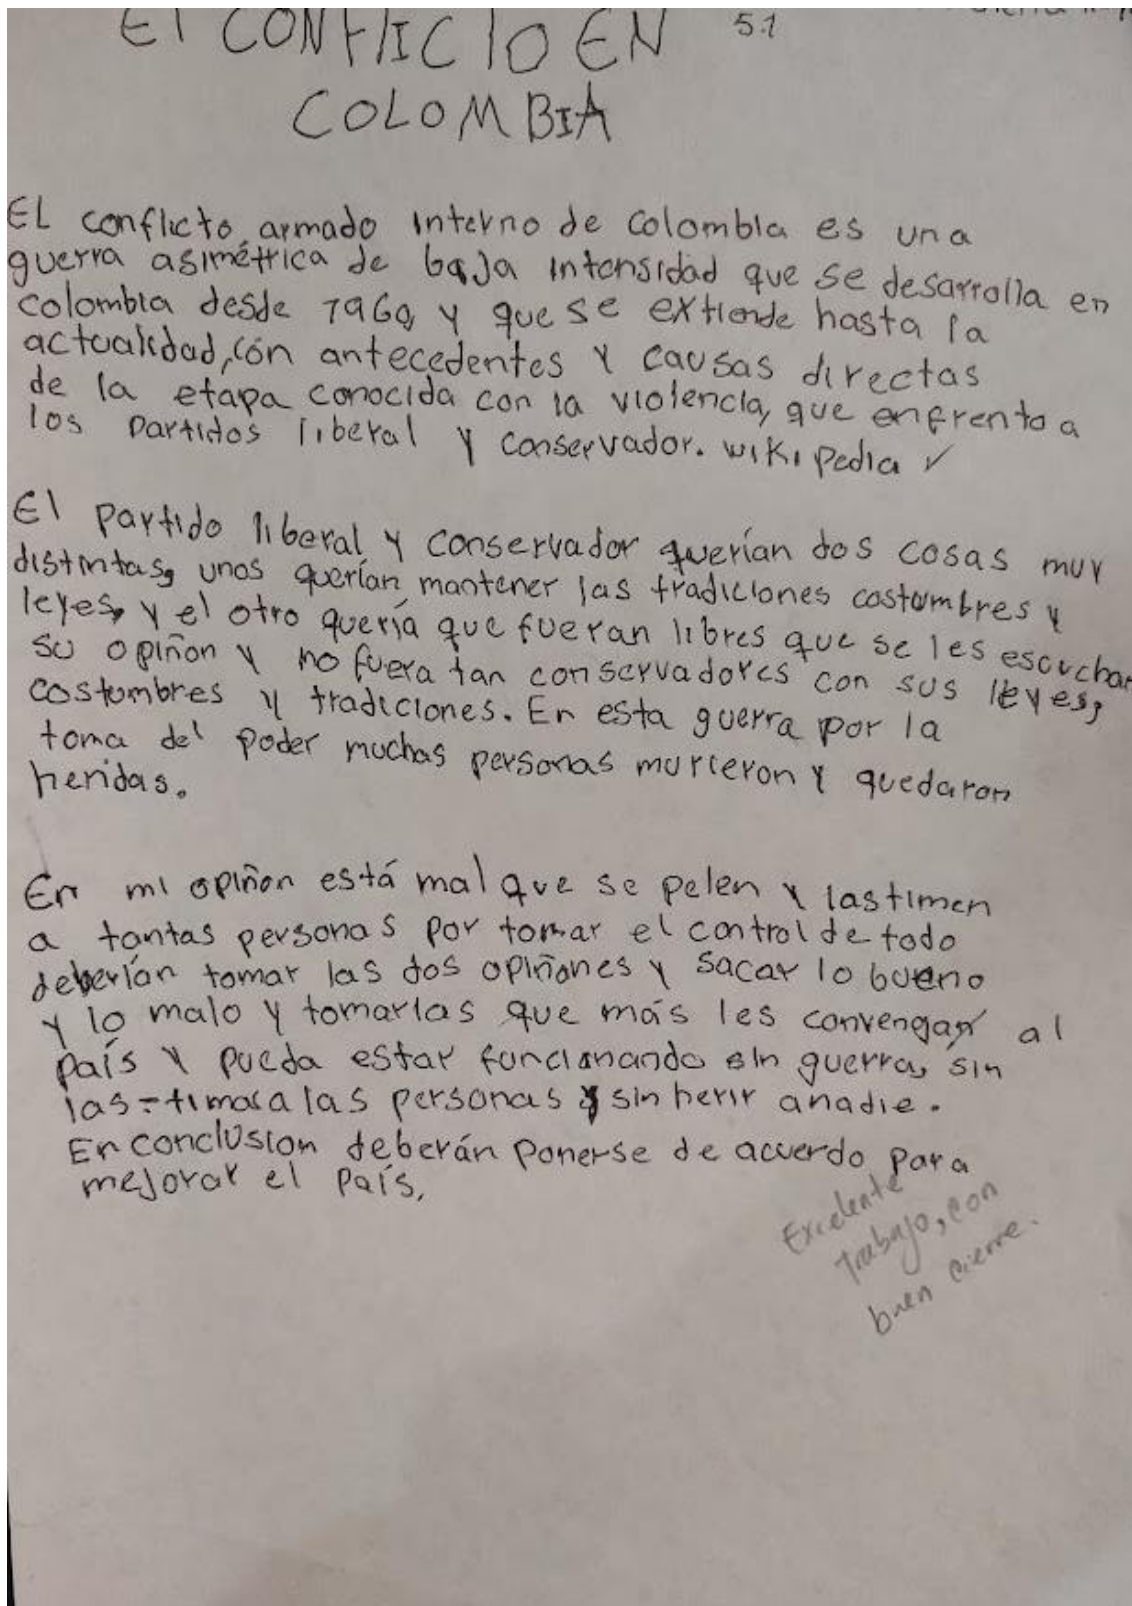 El CONFlICTO EN
5.1
COLOMBIA
EL conflicto armado interno de colombia es una
guerra asimétrica de baja intensidad que se desarrolla en
colombia desde 1960, y que se extiende hasta la
actualidad, con antecedentes y causas directas
de la etapa conocida con la violencia, que enfrento a
los partidos liberal y conservador. wikipedia ✓
El partido liberal y conservador querían dos cosas muy
distintas, unos querían mantener las tradiciones costumbres y
leyes, y el otro quería que fueran libres que se les escuchar
su opiñon y no fuera tan conservadores con sus leyes,
costumbres y tradiciones. En esta guerra por la
toma del poder muchas personas murieron y quedaron
heridas.
En mi opiñon está mal que se pelen y lastimen
a tantas personas por tomar el control de todo
deberían tomar las dos opiñones y sacar lo bueno
y lo malo y tomarlas que más les convengan al
país y pueda estar funcionando sin guerra, sin
las-timar a las personas y sin herir anadie.
En conclusion deberán ponerse de acuerdo para
mejorar el país.
Excelente
Trabajo, con
buen cierre.